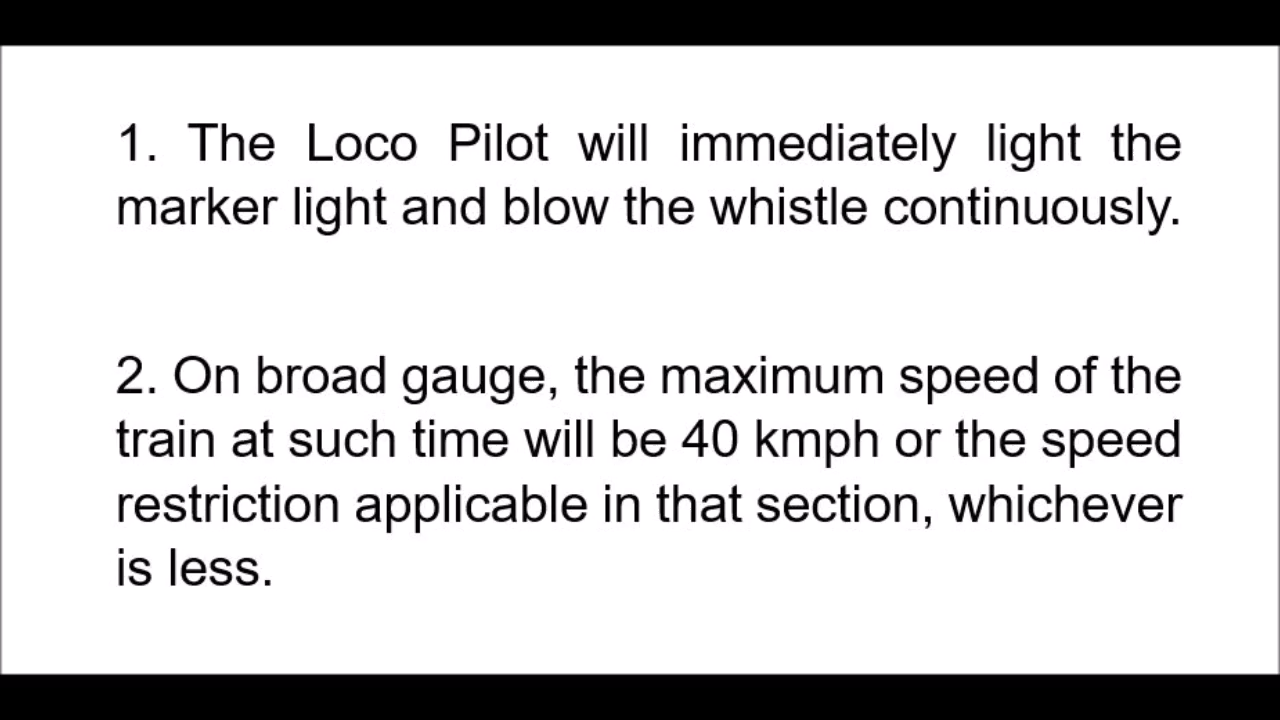 1. The Loco Pilot will immediately light the
marker light and blow the whistle continuously.
2. On broad gauge, the maximum speed of the
train at such time will be 40 kmph or the speed
restriction applicable in that section, whichever
is less.